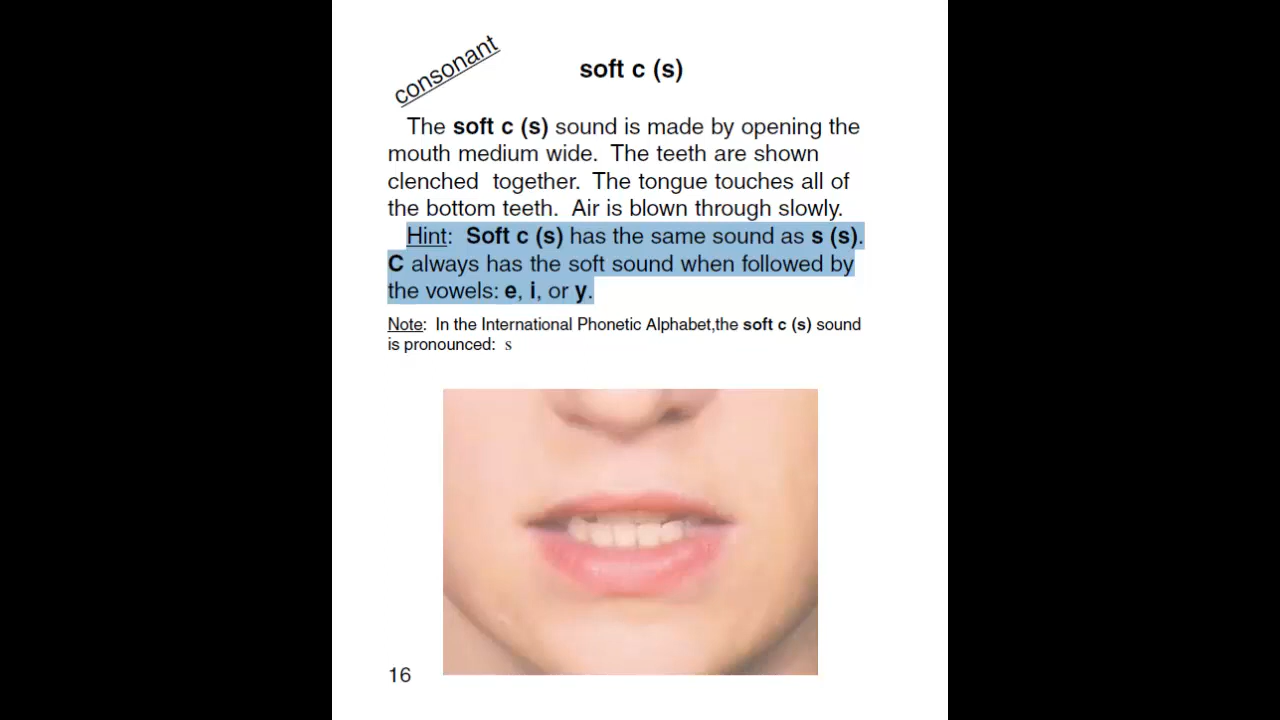 consonant
soft c (s)
The soft c (s) sound is made by opening the
mouth medium wide. The teeth are shown
clenched together. The tongue touches all of
the bottom teeth. Air is blown through slowly.
Hint: Soft c (s) has the same sound as s (s).
C always has the soft sound when followed by
the vowels: e, i, or y.
Note: In the International Phonetic Alphabet,the soft c (s) sound
is pronounced: s
16